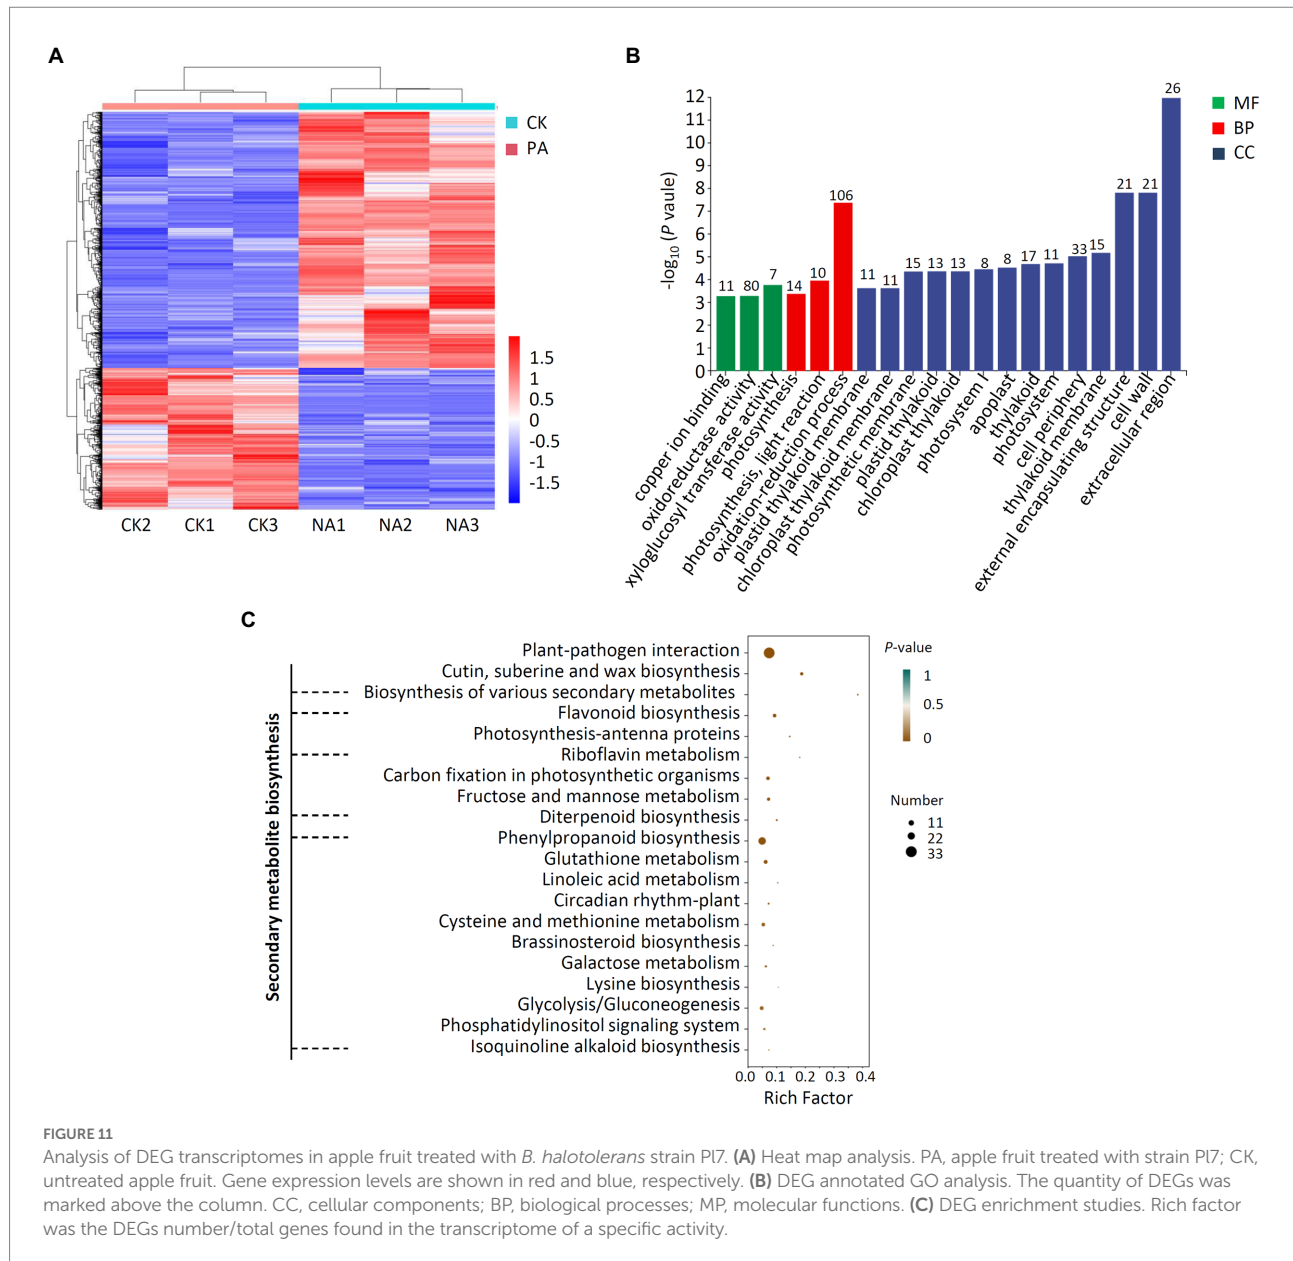 A
CK
PA
1.5
1
0.5
0
-0.5
-1
-1.5
CK2 CK1 CK3 NA1 NA2 NA3
B
MF
BP
CC
-log10 (P vaule)
12
11
10
9
8
7
6
5
4
3
2
1
0
11 80 7 14 10 106 11 11 15 13 13 8 8 17 11 33 15 21 21 26
copper ion binding
oxidoreductase activity
xyloglucosyl transferase activity
photosynthesis
photosynthesis, light reaction
oxidation-reduction process
plastid thylakoid membrane
chloroplast thylakoid membrane
photosynthetic membrane
plastid thylakoid
chloroplast thylakoid
photosystem I
apoplast
thylakoid
photosystem
cell periphery
thylakoid membrane
external encapsulating structure
cell wall
extracellular region
C
Secondary metabolite biosynthesis
Plant-pathogen interaction
Cutin, suberine and wax biosynthesis
Biosynthesis of various secondary metabolites
Flavonoid biosynthesis
Photosynthesis-antenna proteins
Riboflavin metabolism
Carbon fixation in photosynthetic organisms
Fructose and mannose metabolism
Diterpenoid biosynthesis
Phenylpropanoid biosynthesis
Glutathione metabolism
Linoleic acid metabolism
Circadian rhythm-plant
Cysteine and methionine metabolism
Brassinosteroid biosynthesis
Galactose metabolism
Lysine biosynthesis
Glycolysis/Gluconeogenesis
Phosphatidylinositol signaling system
Isoquinoline alkaloid biosynthesis
0.0 0.1 0.2 0.3 0.4
Rich Factor
P-value
1
0.5
0
Number
11
22
33
FIGURE 11
Analysis of DEG transcriptomes in apple fruit treated with B. halotolerans strain Pl7. (A) Heat map analysis. PA, apple fruit treated with strain Pl7; CK,
untreated apple fruit. Gene expression levels are shown in red and blue, respectively. (B) DEG annotated GO analysis. The quantity of DEGs was
marked above the column. CC, cellular components; BP, biological processes; MP, molecular functions. (C) DEG enrichment studies. Rich factor
was the DEGs number/total genes found in the transcriptome of a specific activity.